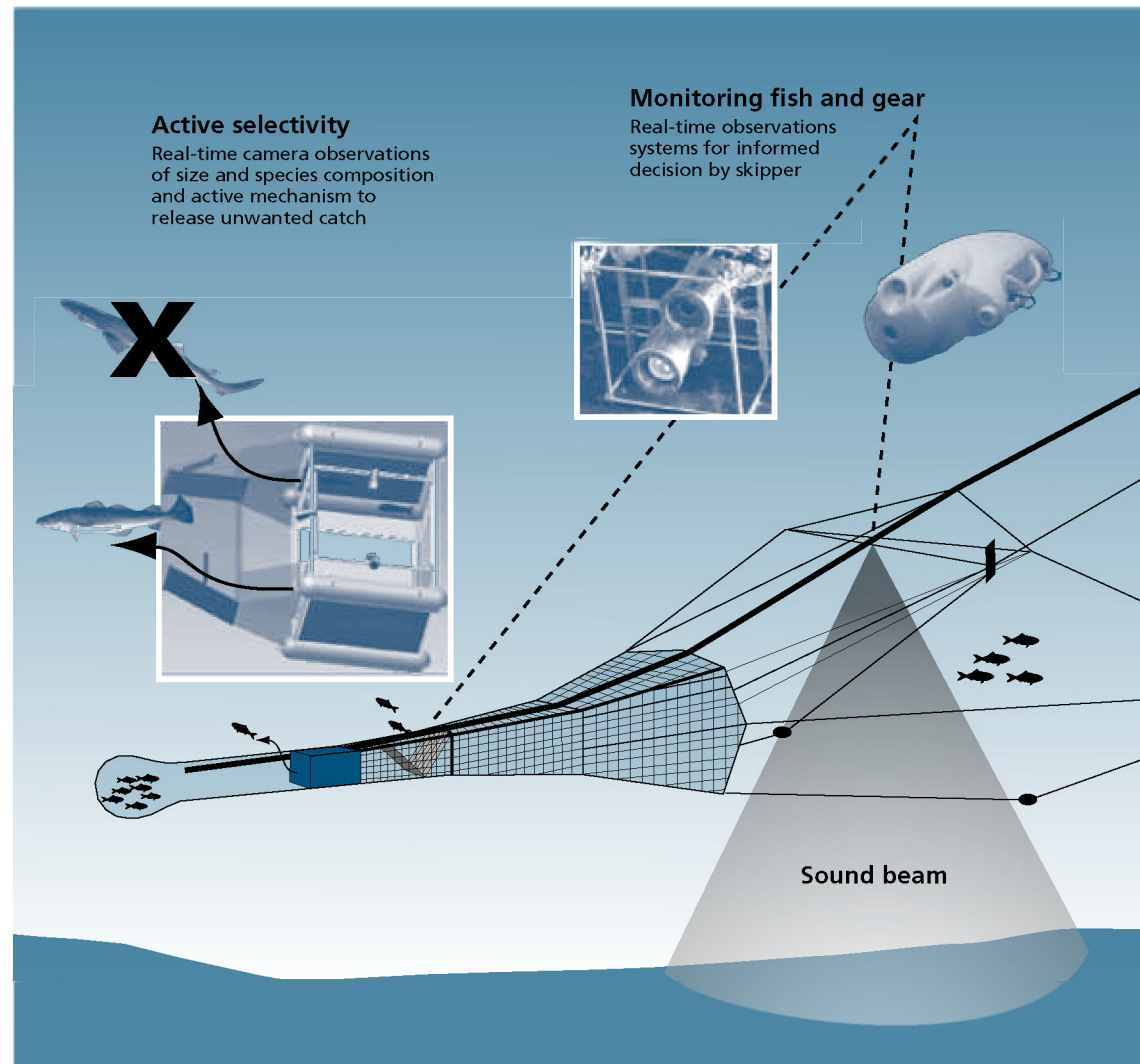 Active selectivity
Real-time camera observations
of size and species composition
and active mechanism to
release unwanted catch
Monitoring fish and gear
Real-time observations
systems for informed
decision by skipper
X
Sound beam